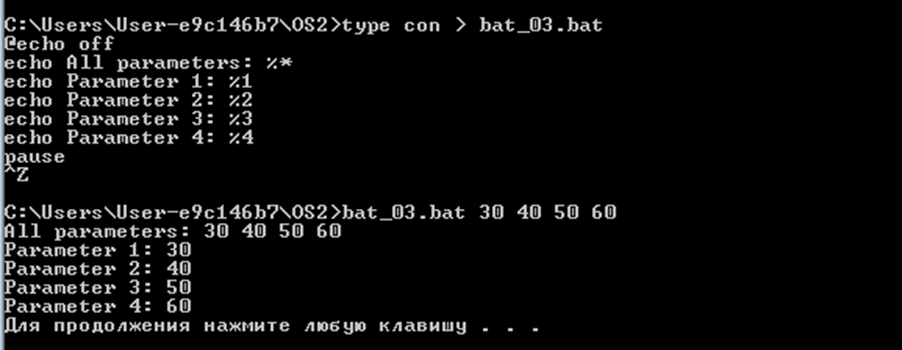 C:\Users\User-e9c146b7\OS2>type con > bat_03.bat
@echo off
echo All parameters: %*
echo Parameter 1: %1
echo Parameter 2: %2
echo Parameter 3: %3
echo Parameter 4: %4
pause
^Z
C:\Users\User-e9c146b7\OS2>bat_03.bat 30 40 50 60
All parameters: 30 40 50 60
Parameter 1: 30
Parameter 2: 40
Parameter 3: 50
Parameter 4: 60
Для продолжения нажмите любую клавишу . . .